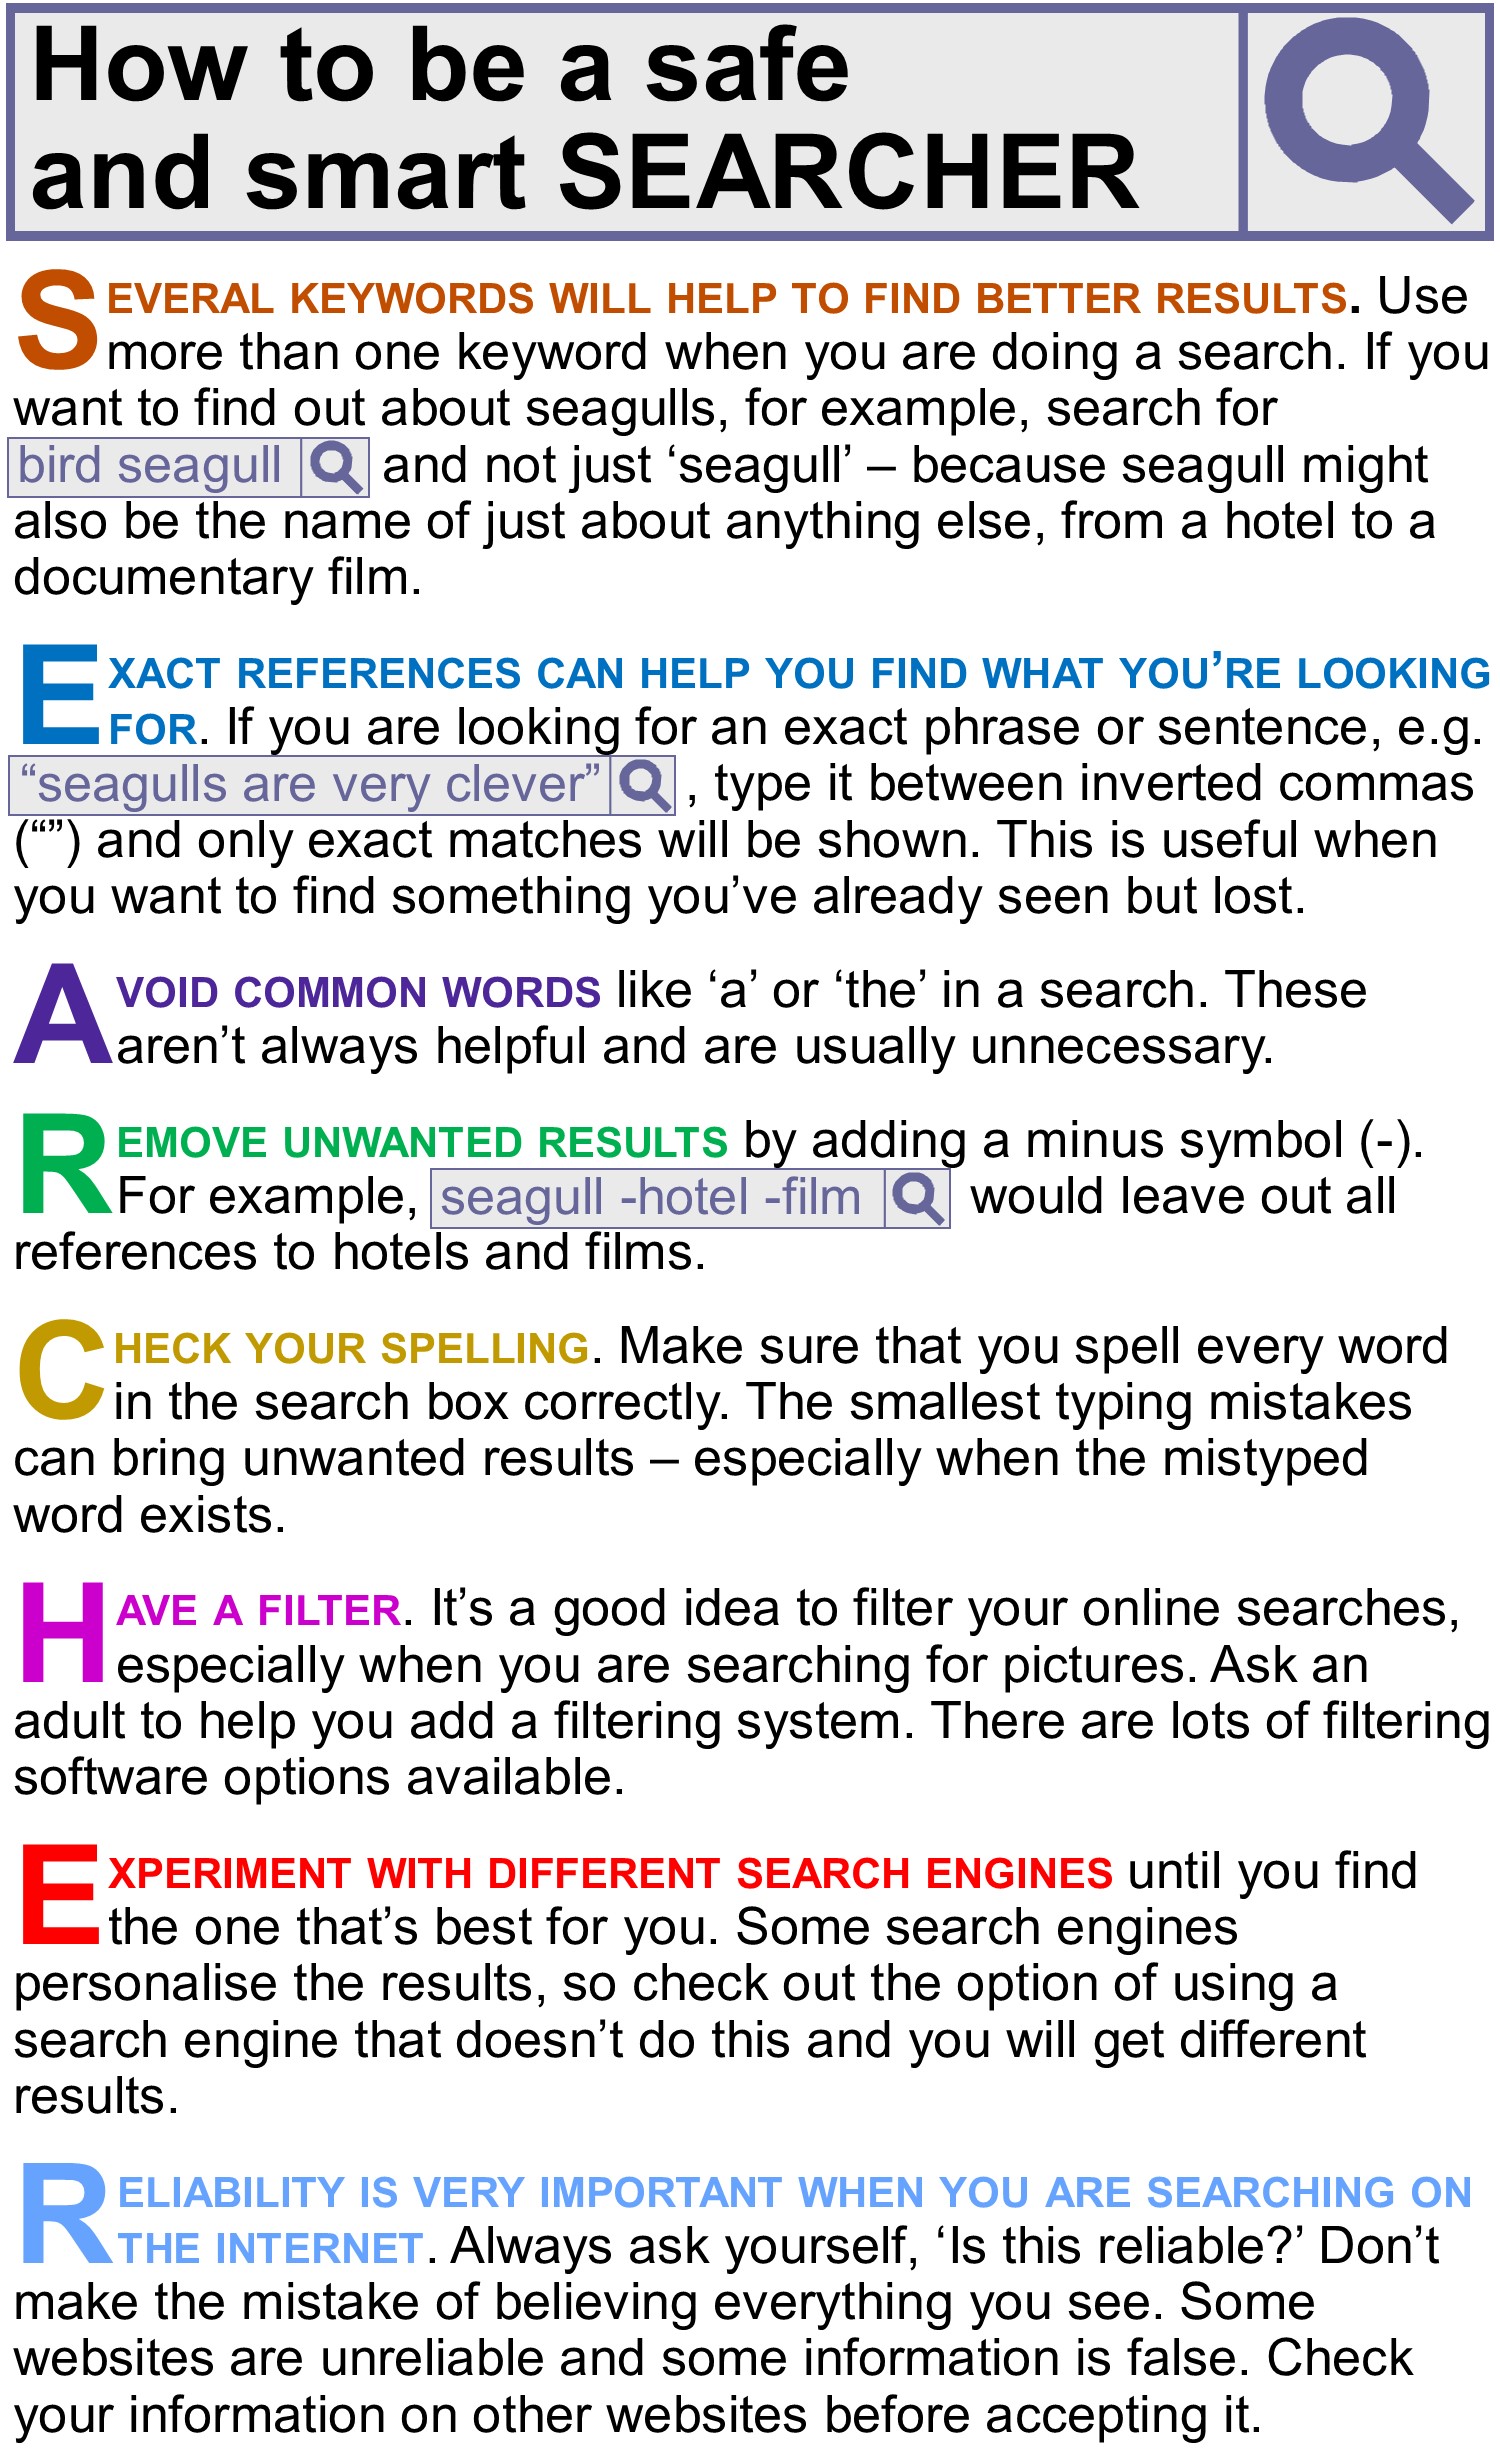 How to be a safe
and smart SEARCHER
SEVERAL KEYWORDS WILL HELP TO FIND BETTER RESULTS. Use
more than one keyword when you are doing a search. If you
want to find out about seagulls, for example, search for
bird seagull and not just ‘seagull’ – because seagull might
also be the name of just about anything else, from a hotel to a
documentary film.
EXACT REFERENCES CAN HELP YOU FIND WHAT YOU’RE LOOKING
FOR. If you are looking for an exact phrase or sentence, e.g.
“seagulls are very clever” , type it between inverted commas
(“”) and only exact matches will be shown. This is useful when
you want to find something you’ve already seen but lost.
AVOID COMMON WORDS like ‘a’ or ‘the’ in a search. These
aren’t always helpful and are usually unnecessary.
REMOVE UNWANTED RESULTS by adding a minus symbol (-).
For example, seagull -hotel -film would leave out all
references to hotels and films.
CHECK YOUR SPELLING. Make sure that you spell every word
in the search box correctly. The smallest typing mistakes
can bring unwanted results – especially when the mistyped
word exists.
HAVE A FILTER. It’s a good idea to filter your online searches,
especially when you are searching for pictures. Ask an
adult to help you add a filtering system. There are lots of filtering
software options available.
EXPERIMENT WITH DIFFERENT SEARCH ENGINES until you find
the one that’s best for you. Some search engines
personalise the results, so check out the option of using a
search engine that doesn’t do this and you will get different
results.
RELIABILITY IS VERY IMPORTANT WHEN YOU ARE SEARCHING ON
THE INTERNET. Always ask yourself, ‘Is this reliable?’ Don’t
make the mistake of believing everything you see. Some
websites are unreliable and some information is false. Check
your information on other websites before accepting it.